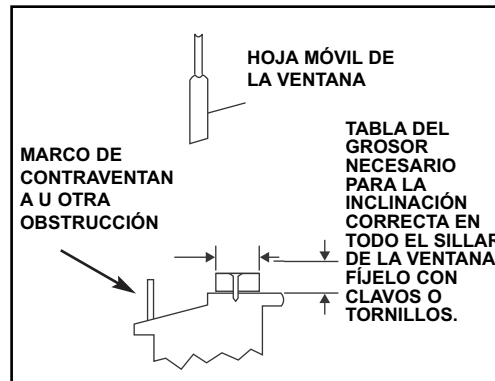 HOJA MÓVIL DE
LA VENTANA
MARCO DE
CONTRAVENTAN
A U OTRA
OBSTRUCCIÓN
TABLA DEL
GROSOR
NECESARIO
PARA LA
INCLINACIÓN
CORRECTA EN
TODO EL SILLAR
DE LA VENTANA
FÍJELO CON
CLAVOS O
TORNILLOS.